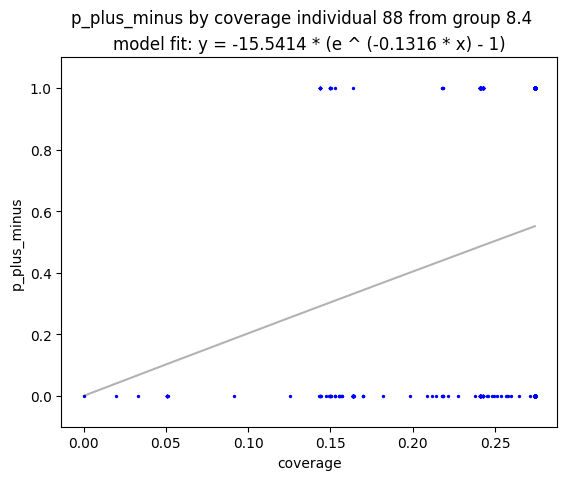 p_plus_minus by coverage individual 88 from group 8.4
model fit: y = -15.5414 * (e ^ (-0.1316 * x) - 1)
1.0
0.8
0.6
0.4
0.2
0.0
p_plus_minus
0.00 0.05 0.10 0.15 0.20 0.25
coverage